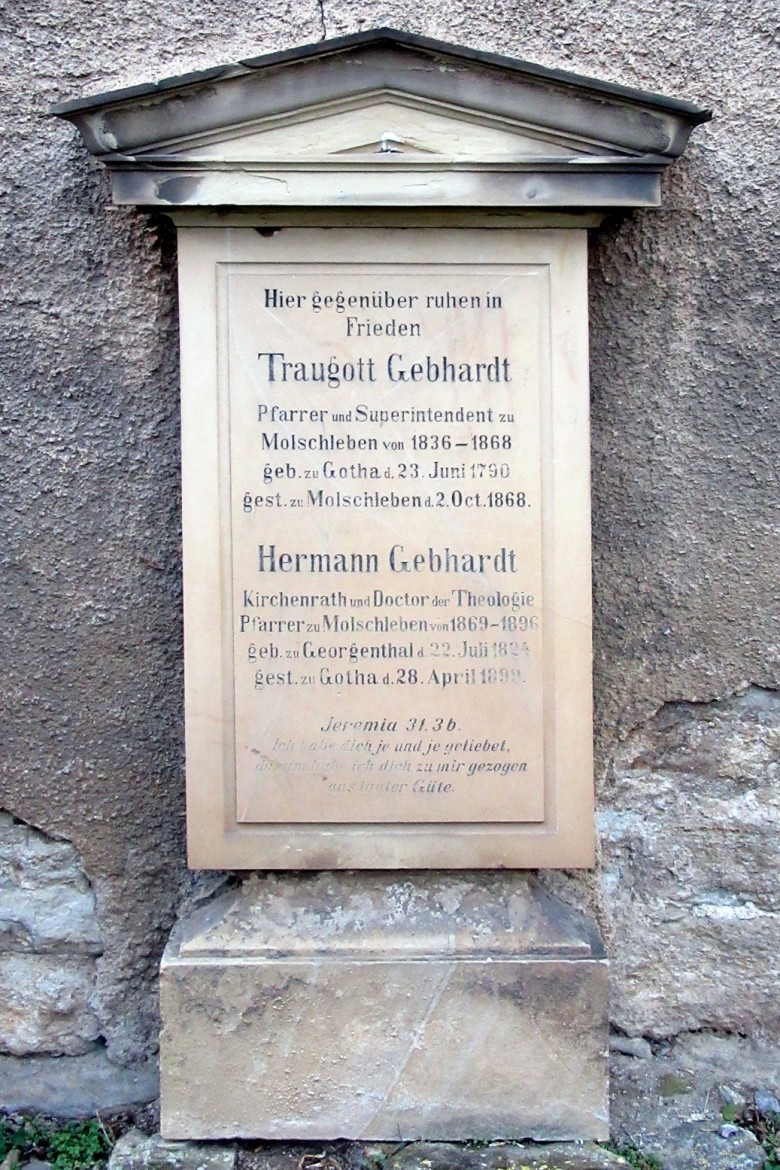 Hier gegenüber ruhen in
Frieden
Traugott Gebhardt
Pfarrer und Superintendent zu
Molschleben von 1836–1868
geb. zu Gotha d. 23. Juni 1790
gest. zu Molschleben d. 2. Oct. 1868.
Hermann Gebhardt
Kirchenrath und Doctor der Theologie
Pfarrer zu Molschleben von 1869–1896
geb. zu Georgenthal d. 22. Juli 1824
gest. zu Gotha d. 28. April 1899.
Jeremia 31. 3 b.
Ich habe dich je und je geliebet,
darum habe ich dich zu mir gezogen
aus lauter Güte.